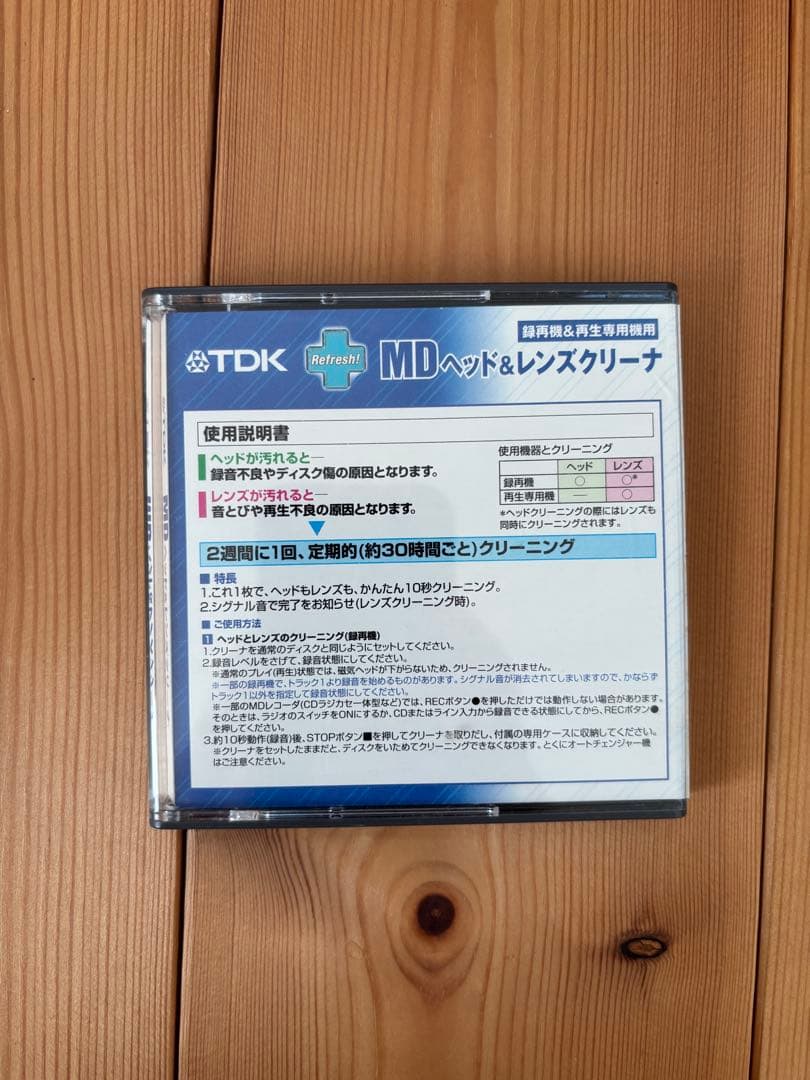 録再機&再生専用機用
TDK
Refresh!
MDヘッド&レンズクリーナ
使用説明書
ヘッドが汚れると—
録音不良やディスク傷の原因となります。
レンズが汚れると—
音とびや再生不良の原因となります。
使用機器とクリーニング
ヘッド レンズ
録再機 ○ ○*
再生専用機 — ○
*ヘッドクリーニングの際にはレンズも
同時にクリーニングされます。
2週間に1回、定期的(約30時間ごと)クリーニング
■ 特長
1.これ1枚で、ヘッドもレンズも、かんたん10秒クリーニング。
2.シグナル音で完了をお知らせ(レンズクリーニング時)。
■ ご使用方法
1 ヘッドとレンズのクリーニング(録再機)
1.クリーナを通常のディスクと同じようにセットしてください。
2.録音レベルをさげて、録音状態にしてください。
※通常のプレイ(再生)状態では、磁気ヘッドが下がらないため、クリーニングされません。
※一部の録再機で、トラック1より録音を始めるものがあります。シグナル音が消去されてしまいますので、かならず
トラック1以外を指定して録音状態にしてください。
※一部のMDレコーダ(CDラジカセ一体型など)では、RECボタン●を押しただけでは動作しない場合があります。
そのときは、ラジオのスイッチをONにするか、CDまたはライン入力から録音できる状態にしてから、RECボタン●
を押してください。
3.約10秒動作(録音)後、STOPボタン■を押してクリーナを取りだし、付属の専用ケースに収納してください。
※クリーナをセットしたままだと、ディスクをいためてクリーニングできなくなります。とくにオートチェンジャー機
はご注意ください。